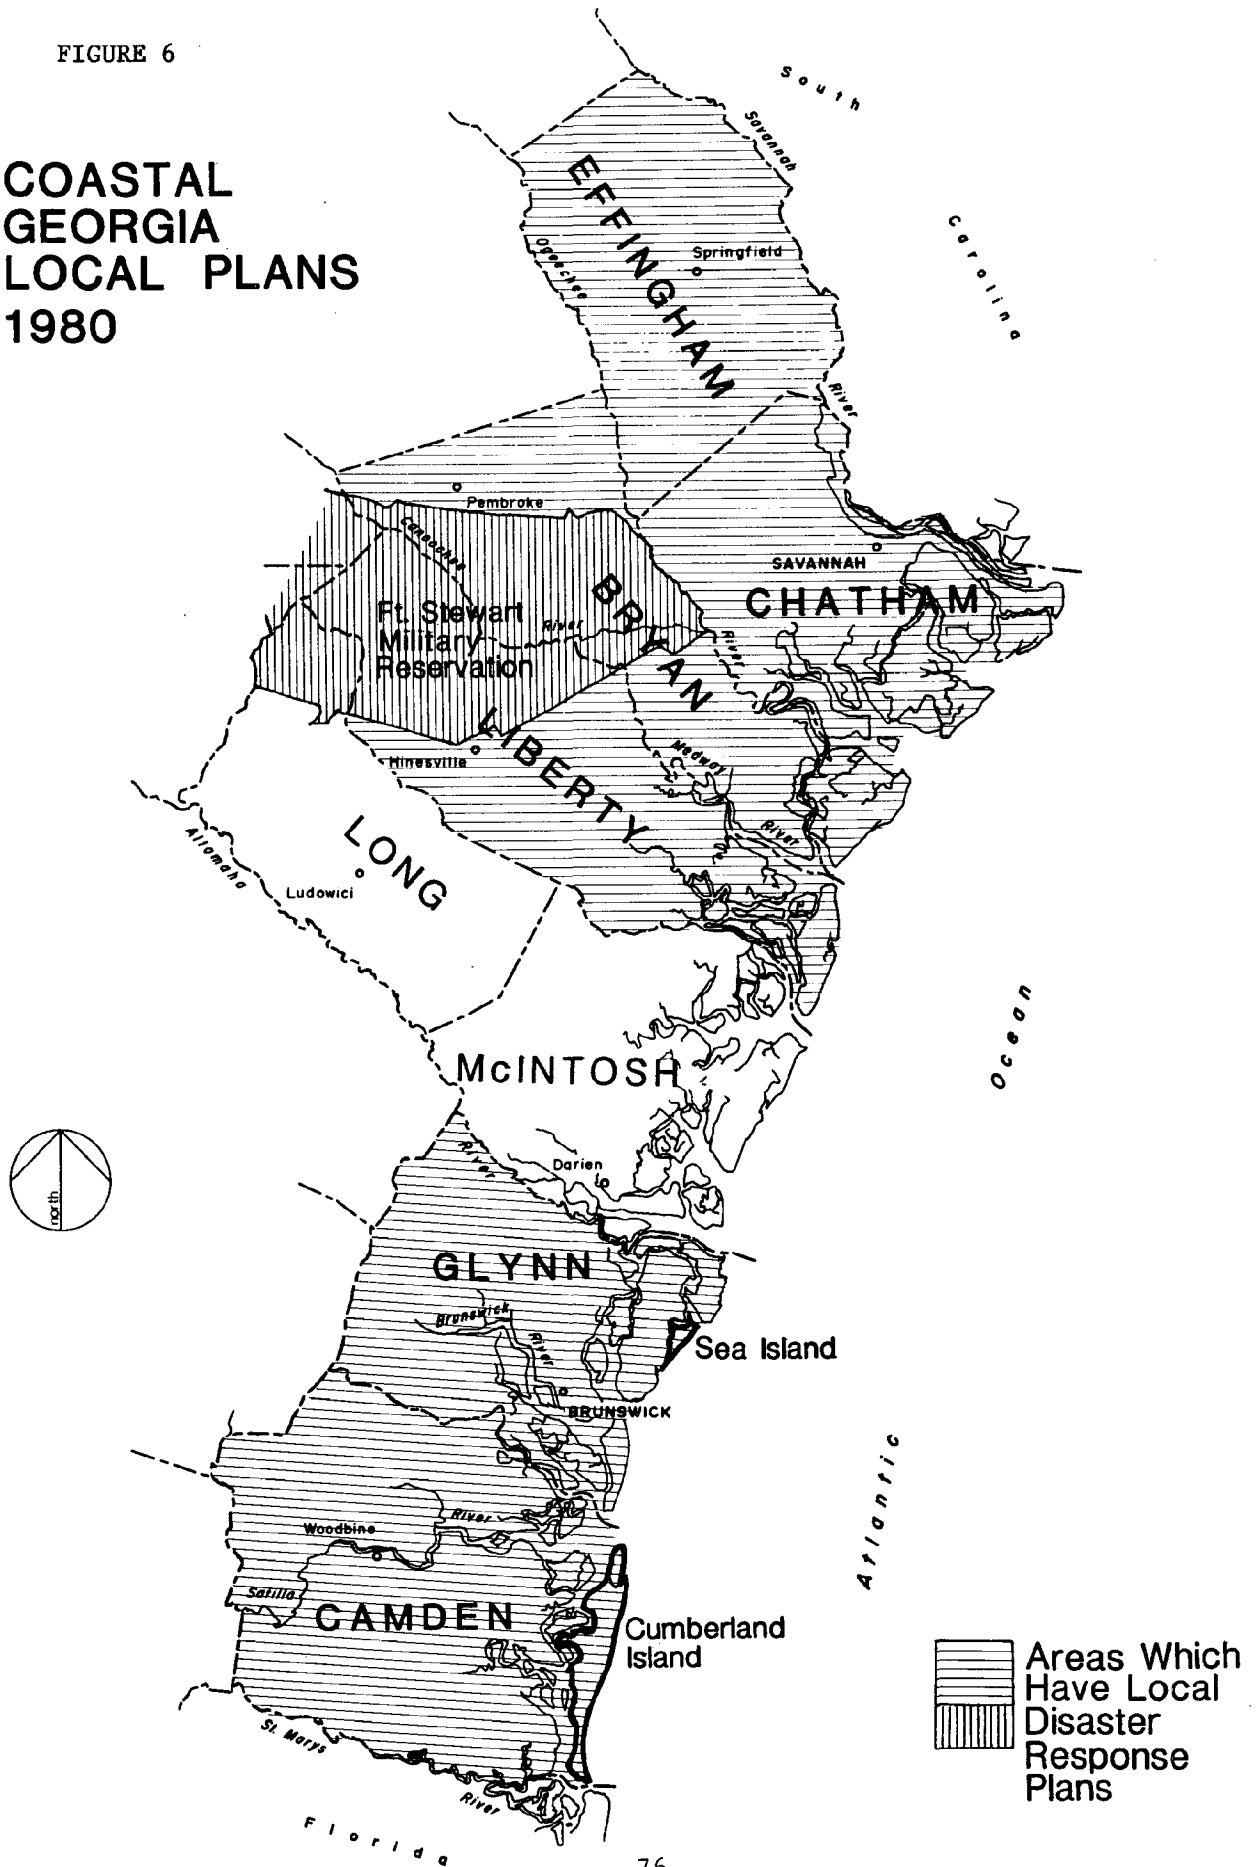 FIGURE 6
COASTAL
GEORGIA
LOCAL PLANS
1980
South
Carolina
Savannah
River
EFFINGHAM
Springfield
Ogeechee
River
Pembroke
Canoochee
River
SAVANNAH
CHATHAM
BRYAN
Ft. Stewart
Military
Reservation
LIBERTY
Hinesville
Medway
River
LONG
Ludowici
Altamaha
River
McINTOSH
Darien
north
GLYNN
Brunswick
River
Sea Island
BRUNSWICK
Atlantic
Ocean
River
Woodbine
Satilla
CAMDEN
Cumberland
Island
St. Marys
River
Florida
Areas Which
Have Local
Disaster
Response
Plans